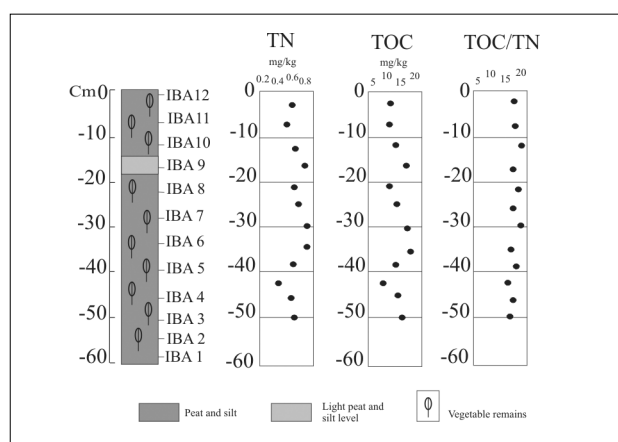 TN
TOC
TOC/TN
mg/kg
mg/kg
0.2 0.4 0.6 0.8
5 10 15 20
5 10 15 20
Cm 0
-10
-20
-30
-40
-50
-60
IBA12
IBA11
IBA10
IBA 9
IBA 8
IBA 7
IBA 6
IBA 5
IBA 4
IBA 3
IBA 2
IBA 1
0
-10
-20
-30
-40
-50
-60
0
-10
-20
-30
-40
-50
-60
0
-10
-20
-30
-40
-50
-60
Peat and silt
Light peat and
silt level
Vegetable remains